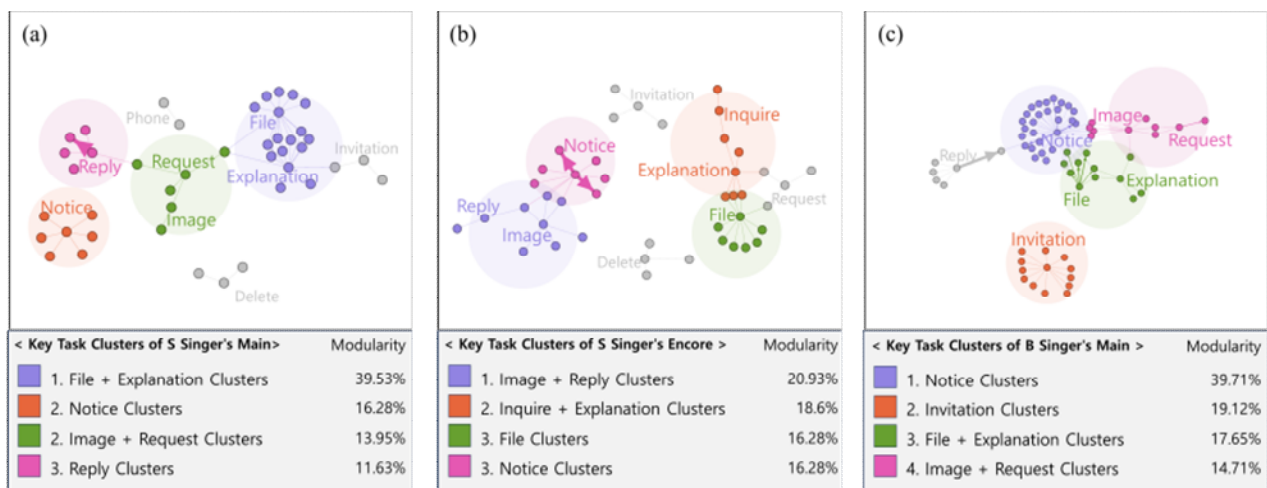 (a)
File
Phone
Invitation
Reply
Request
Explanation
Notice
Image
Delete
< Key Task Clusters of S Singer's Main> Modularity
1. File + Explanation Clusters 39.53%
2. Notice Clusters 16.28%
2. Image + Request Clusters 13.95%
3. Reply Clusters 11.63%
(b)
Invitation
Inquire
Notice
Explanation
Request
Reply
File
Image
Delete
< Key Task Clusters of S Singer's Encore > Modularity
1. Image + Reply Clusters 20.93%
2. Inquire + Explanation Clusters 18.6%
3. File Clusters 16.28%
3. Notice Clusters 16.28%
(c)
Image
Notice
Request
Reply
Explanation
File
Invitation
< Key Task Clusters of B Singer's Main > Modularity
1. Notice Clusters 39.71%
2. Invitation Clusters 19.12%
3. File + Explanation Clusters 17.65%
4. Image + Request Clusters 14.71%